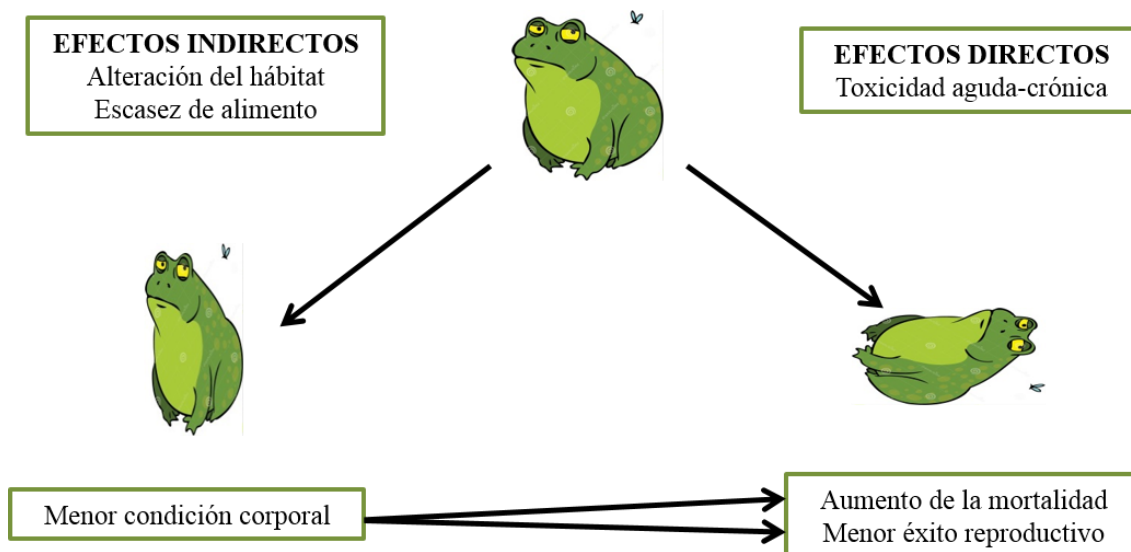 EFECTOS INDIRECTOS
Alteración del hábitat
Escasez de alimento
EFECTOS DIRECTOS
Toxicidad aguda-crónica
Menor condición corporal
Aumento de la mortalidad
Menor éxito reproductivo